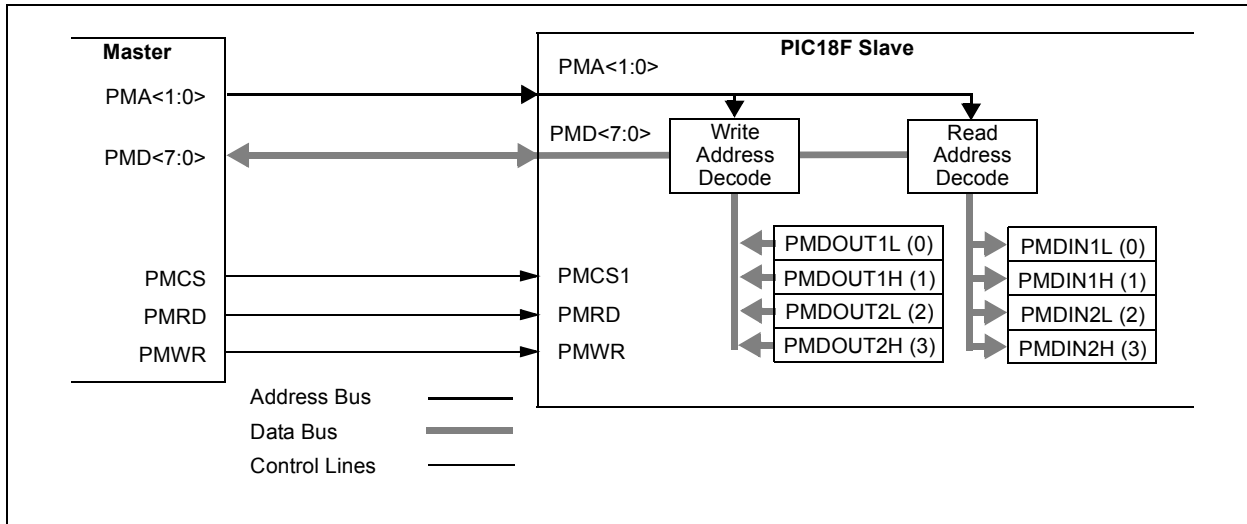 Master
PIC18F Slave
PMA<1:0>
PMA<1:0>
PMD<7:0>
PMD<7:0>
Write
Address
Decode
Read
Address
Decode
PMDOUT1L (0)
PMDOUT1H (1)
PMDOUT2L (2)
PMDOUT2H (3)
PMDIN1L (0)
PMDIN1H (1)
PMDIN2L (2)
PMDIN2H (3)
PMCS
PMCS1
PMRD
PMRD
PMWR
PMWR
Address Bus
Data Bus
Control Lines